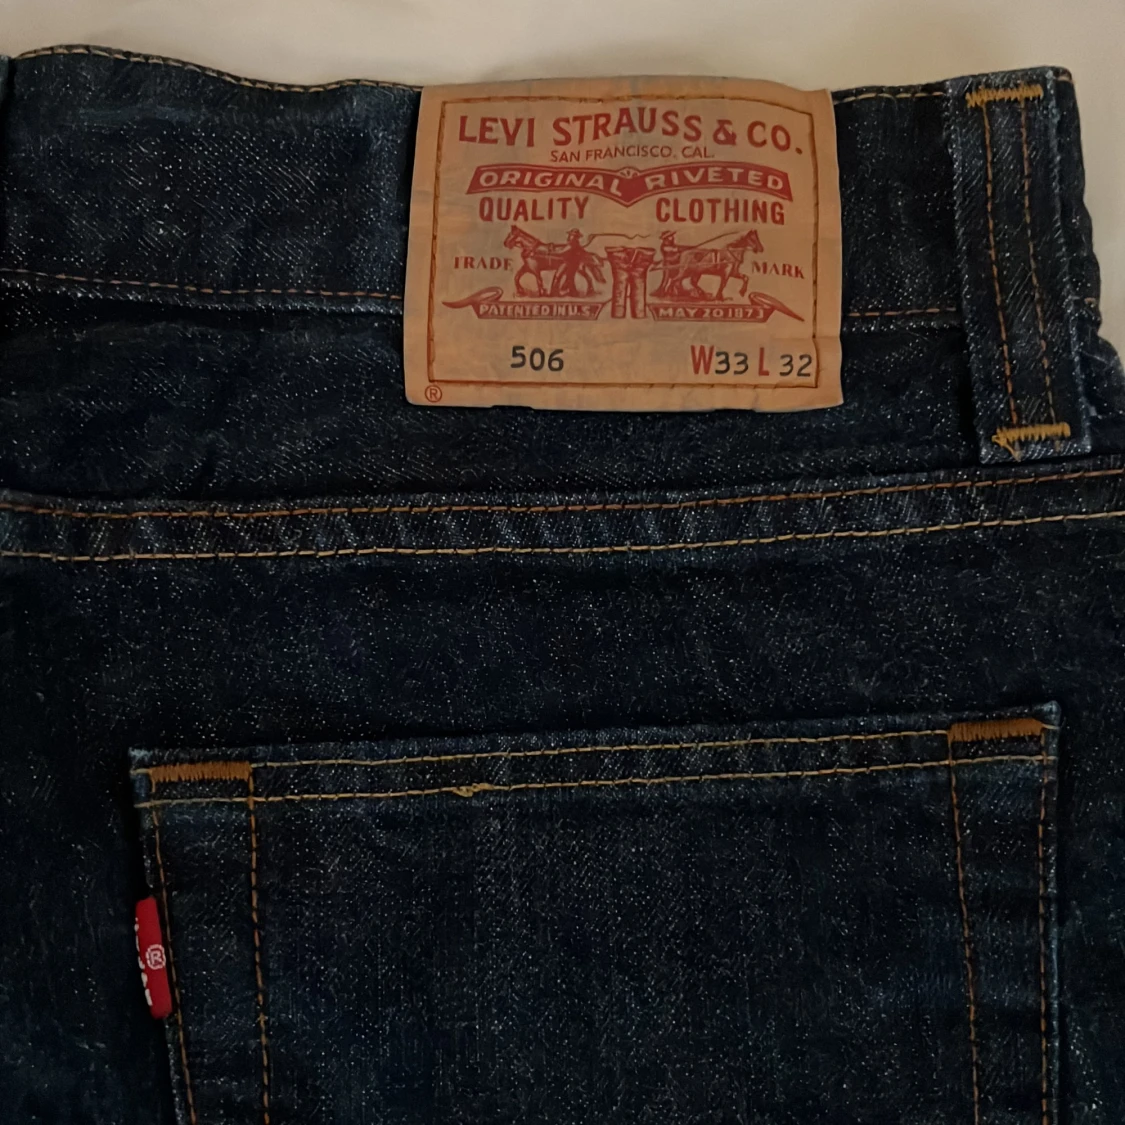 LEVI STRAUSS & CO.
SAN FRANCISCO, CAL.
ORIGINAL RIVETED
QUALITY CLOTHING
TRADE MARK
PATENTED IN U.S. MAY 20 1873
506 W33 L 32
®
®